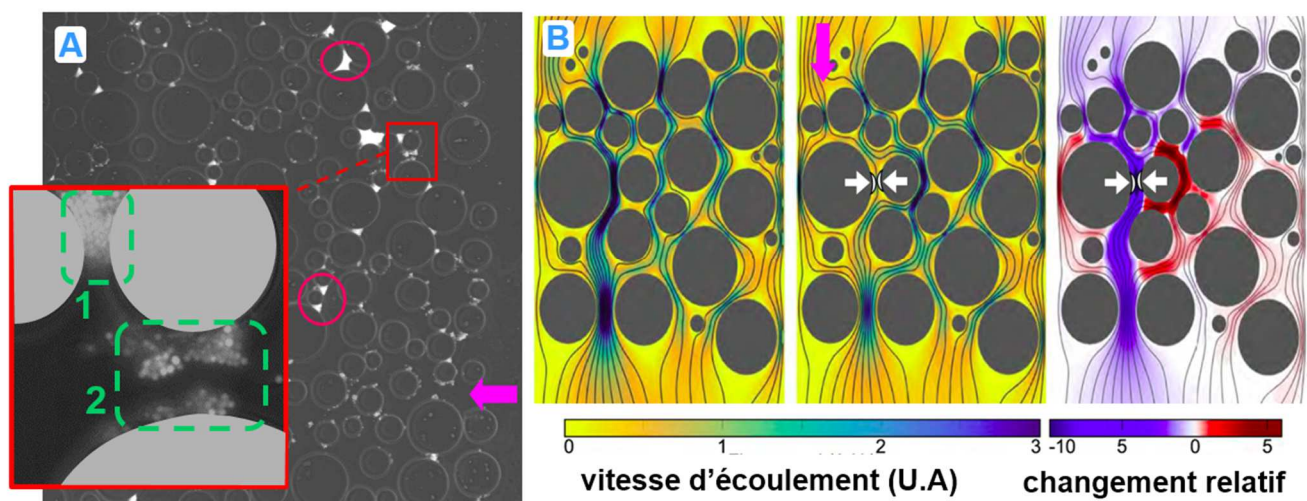 A
B
1
2
0 1 2 3
-10 5 0 5
vitesse d'écoulement (U.A)
changement relatif